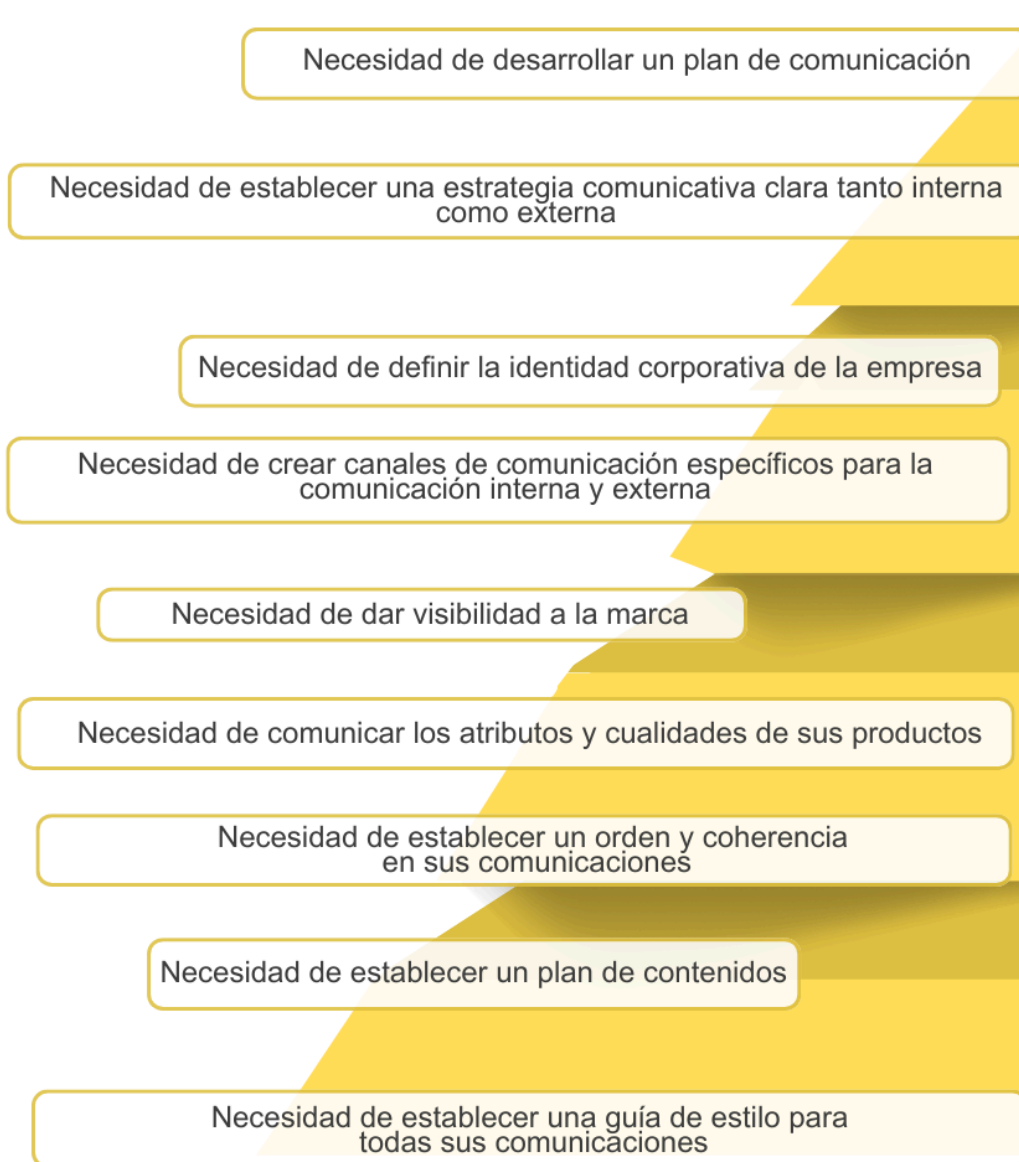 Necesidad de desarrollar un plan de comunicación
Necesidad de establecer una estrategia comunicativa clara tanto interna
como externa
Necesidad de definir la identidad corporativa de la empresa
Necesidad de crear canales de comunicación específicos para la
comunicación interna y externa
Necesidad de dar visibilidad a la marca
Necesidad de comunicar los atributos y cualidades de sus productos
Necesidad de establecer un orden y coherencia
en sus comunicaciones
Necesidad de establecer un plan de contenidos
Necesidad de establecer una guía de estilo para
todas sus comunicaciones